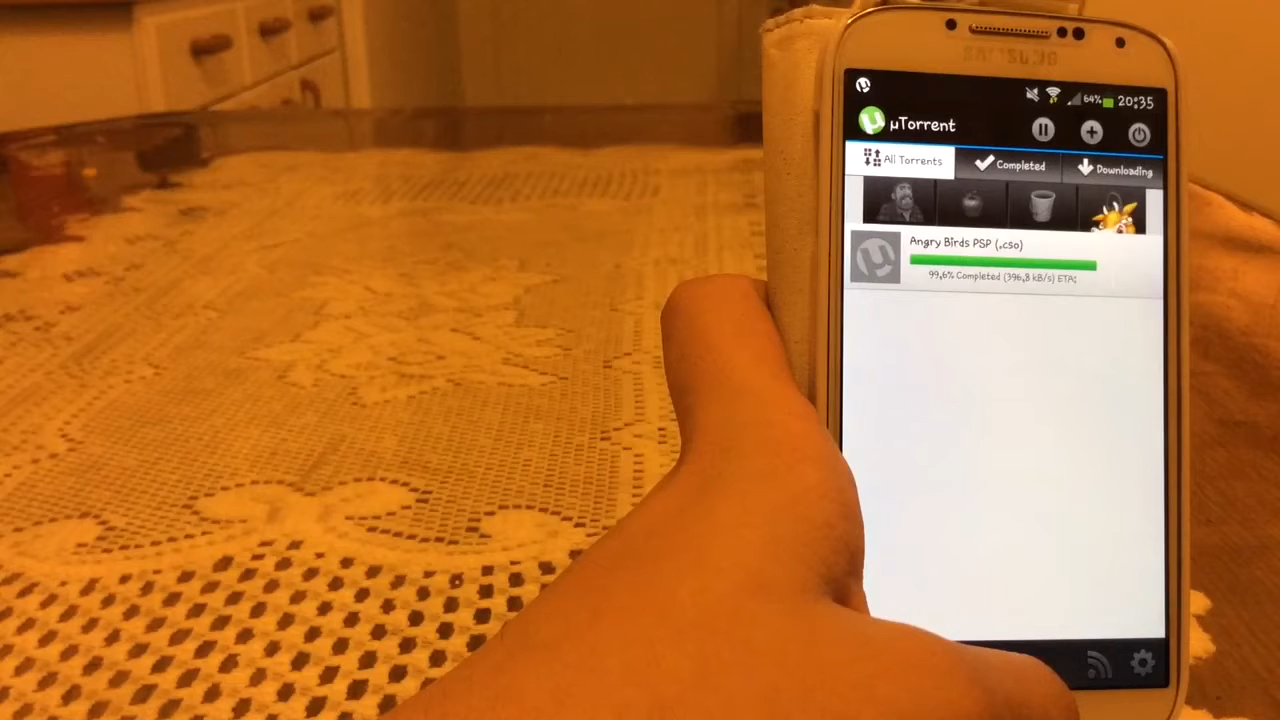 SAMSUNG
64% 20:35
µTorrent
All Torrents
Completed
Downloading
Angry Birds PSP (.cso)
99,6% Completed (396,8 kB/s) ETA: